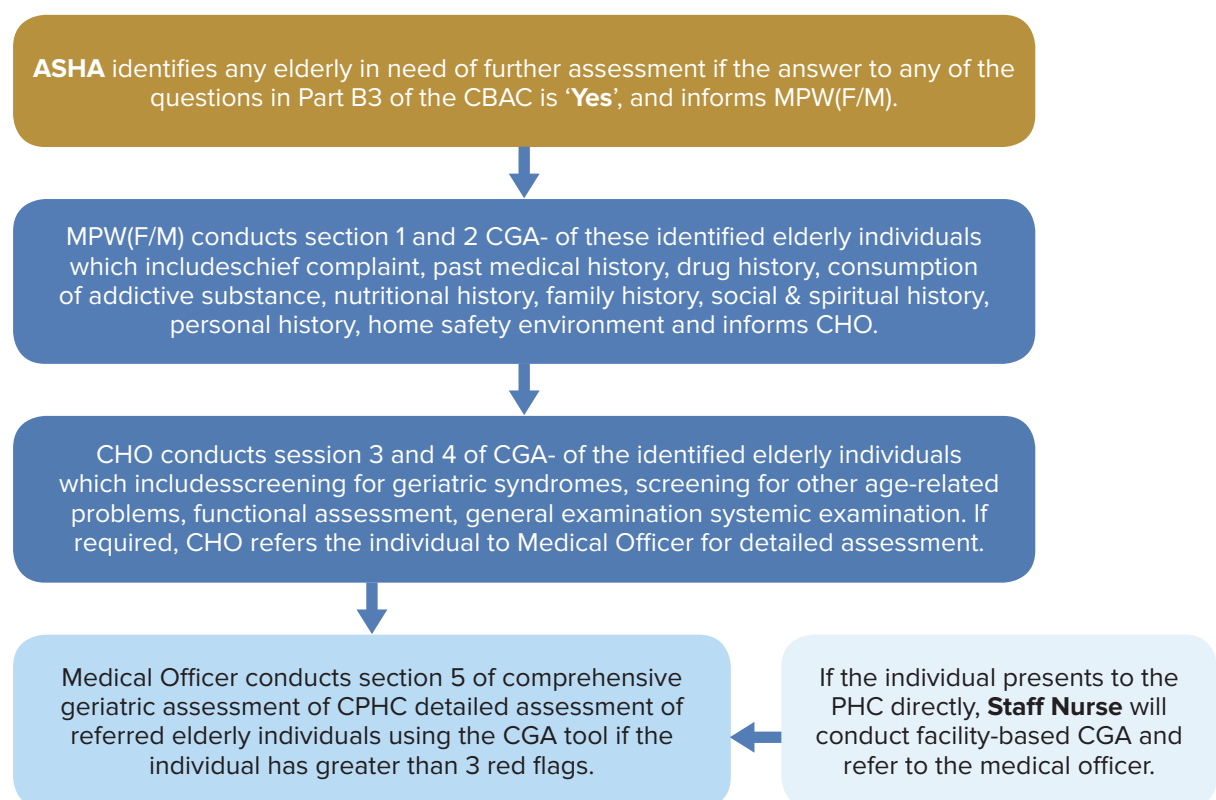 ASHA identifies any elderly in need of further assessment if the answer to any of the
questions in Part B3 of the CBAC is ‘Yes’, and informs MPW(F/M).
MPW(F/M) conducts section 1 and 2 CGA- of these identified elderly individuals
which includeschief complaint, past medical history, drug history, consumption
of addictive substance, nutritional history, family history, social & spiritual history,
personal history, home safety environment and informs CHO.
CHO conducts session 3 and 4 of CGA- of the identified elderly individuals
which includesscreening for geriatric syndromes, screening for other age-related
problems, functional assessment, general examination systemic examination. If
required, CHO refers the individual to Medical Officer for detailed assessment.
Medical Officer conducts section 5 of comprehensive
geriatric assessment of CPHC detailed assessment of
referred elderly individuals using the CGA tool if the
individual has greater than 3 red flags.
If the individual presents to the
PHC directly, Staff Nurse will
conduct facility-based CGA and
refer to the medical officer.